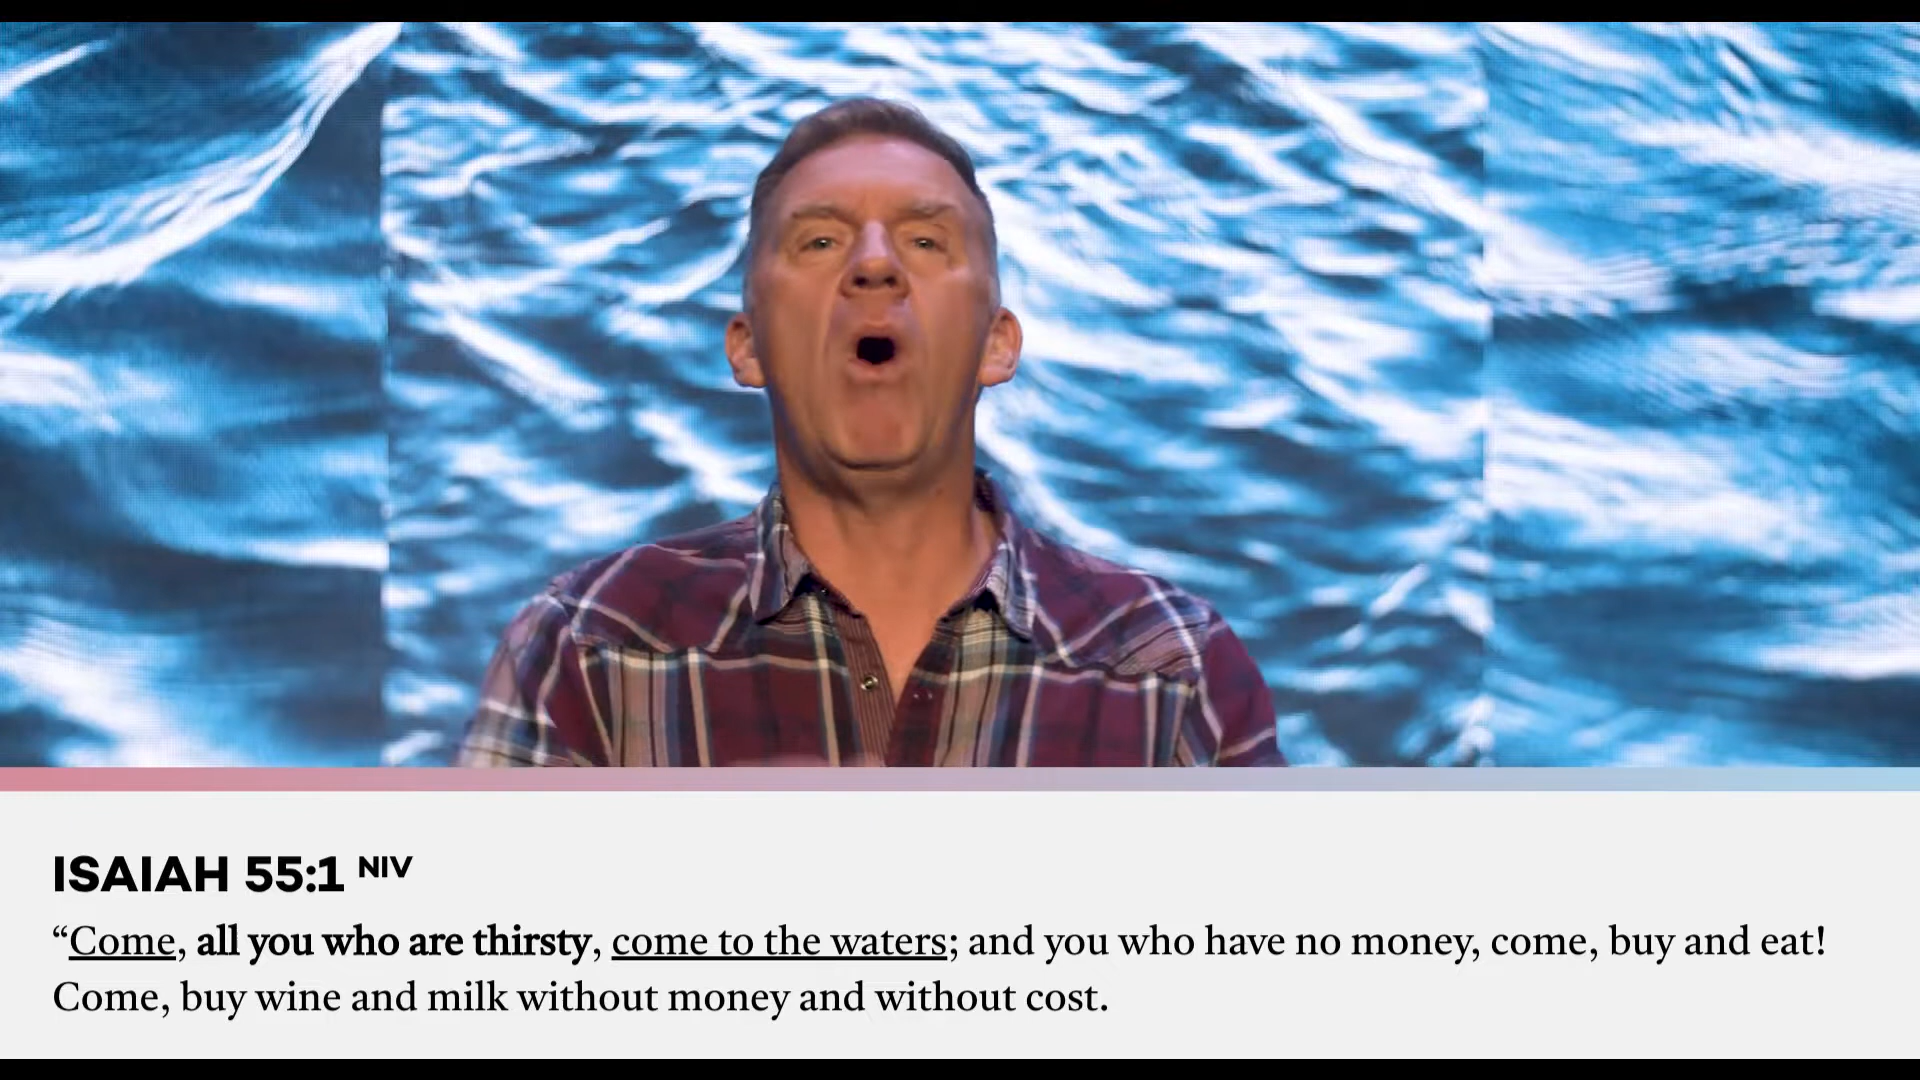 ISAIAH 55:1 NIV
“Come, all you who are thirsty, come to the waters; and you who have no money, come, buy and eat!
Come, buy wine and milk without money and without cost.